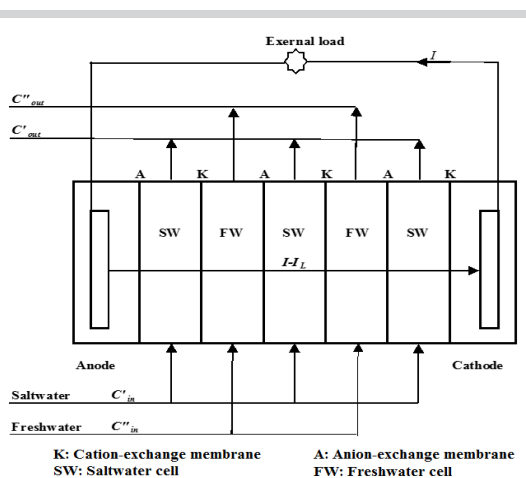 Exernal load
I
C″out
C′out
A K A K A K
SW FW SW FW SW
I-IL
Anode Cathode
Saltwater C′in
Freshwater C″in
K: Cation-exchange membrane A: Anion-exchange membrane
SW: Saltwater cell FW: Freshwater cell